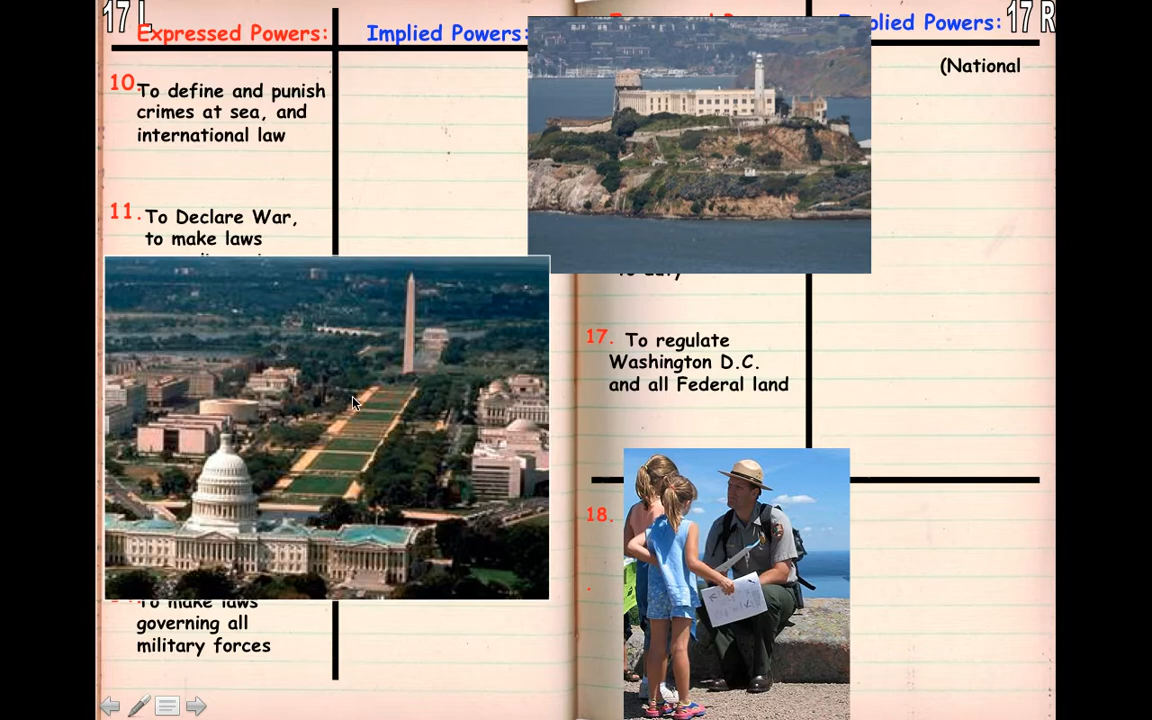 17 L
Expressed Powers:
Implied Powers:
10.
To define and punish
crimes at sea, and
international law
11.
To Declare War,
to make laws
To make laws
governing all
military forces
Implied Powers:
17 R
(National
to duty
17. To regulate
Washington D.C.
and all Federal land
18.